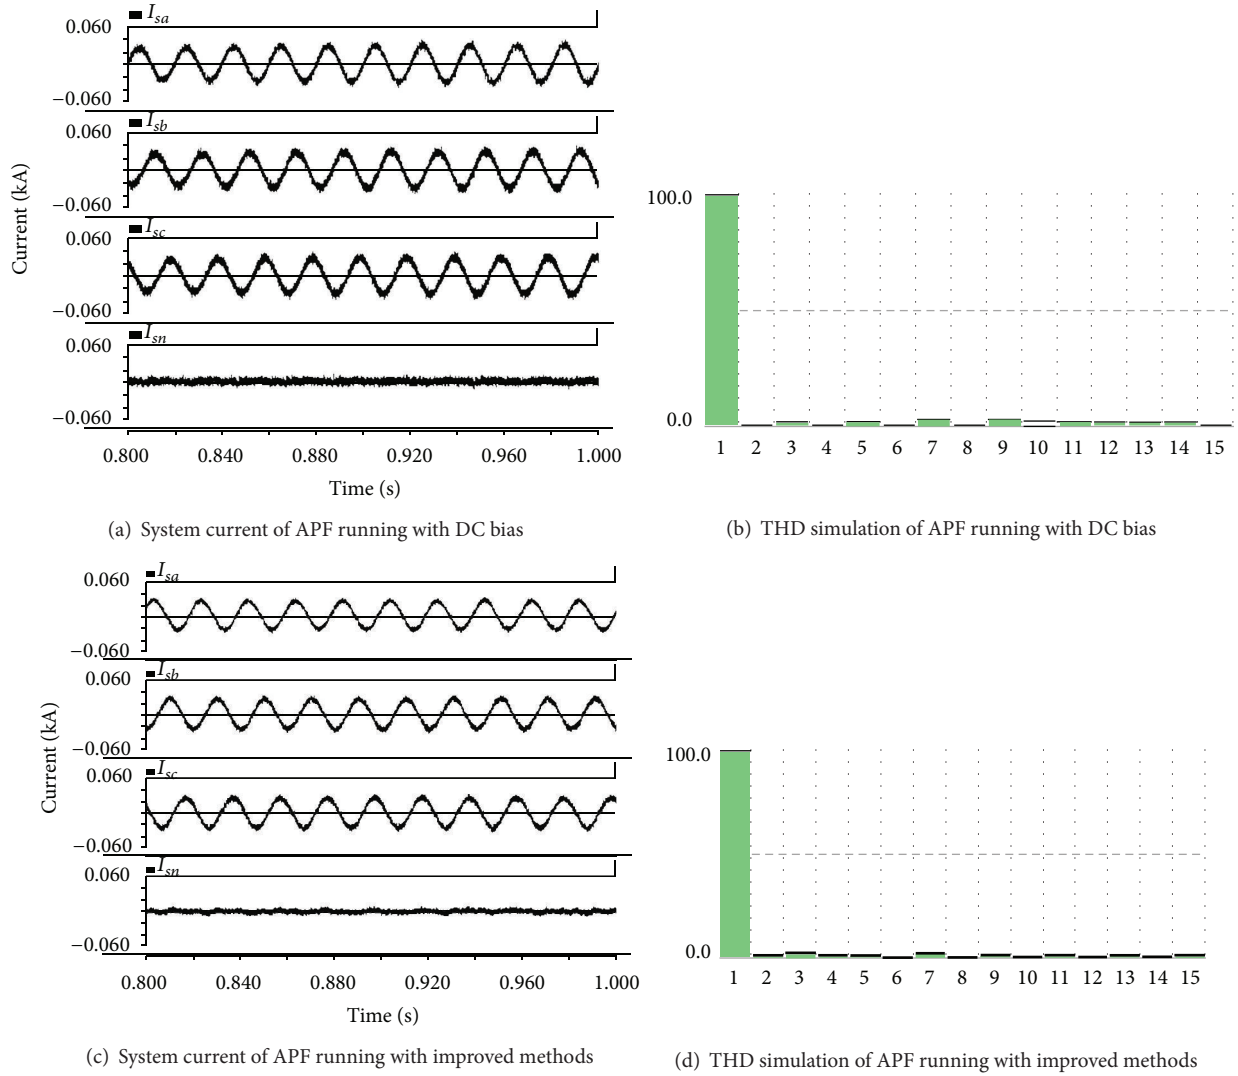 I_sa
0.060
−0.060
I_sb
0.060
−0.060
I_sc
0.060
−0.060
I_sn
0.060
−0.060
Current (kA)
0.800 0.840 0.880 0.920 0.960 1.000
Time (s)
(a) System current of APF running with DC bias
100.0
0.0
1 2 3 4 5 6 7 8 9 10 11 12 13 14 15
(b) THD simulation of APF running with DC bias
I_sa
0.060
−0.060
I_sb
0.060
−0.060
I_sc
0.060
−0.060
I_sn
0.060
−0.060
Current (kA)
0.800 0.840 0.880 0.920 0.960 1.000
Time (s)
(c) System current of APF running with improved methods
100.0
0.0
1 2 3 4 5 6 7 8 9 10 11 12 13 14 15
(d) THD simulation of APF running with improved methods